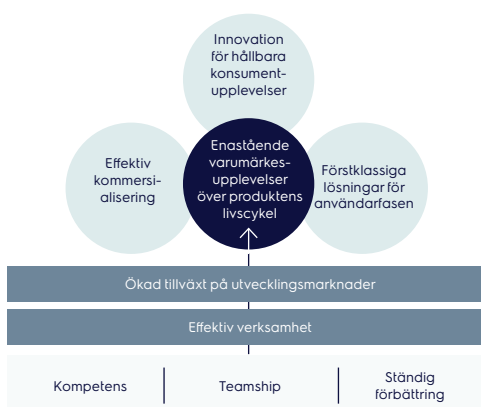 Innovation
för hållbara
konsument-
upplevelser
Effektiv
kommersi-
alisering
Enastående
varumärkes-
upplevelser
över produktens
livscykel
Förstklassiga
lösningar för
användarfasen
Ökad tillväxt på utvecklingsmarknader
Effektiv verksamhet
Kompetens
Teamship
Ständig
förbättring